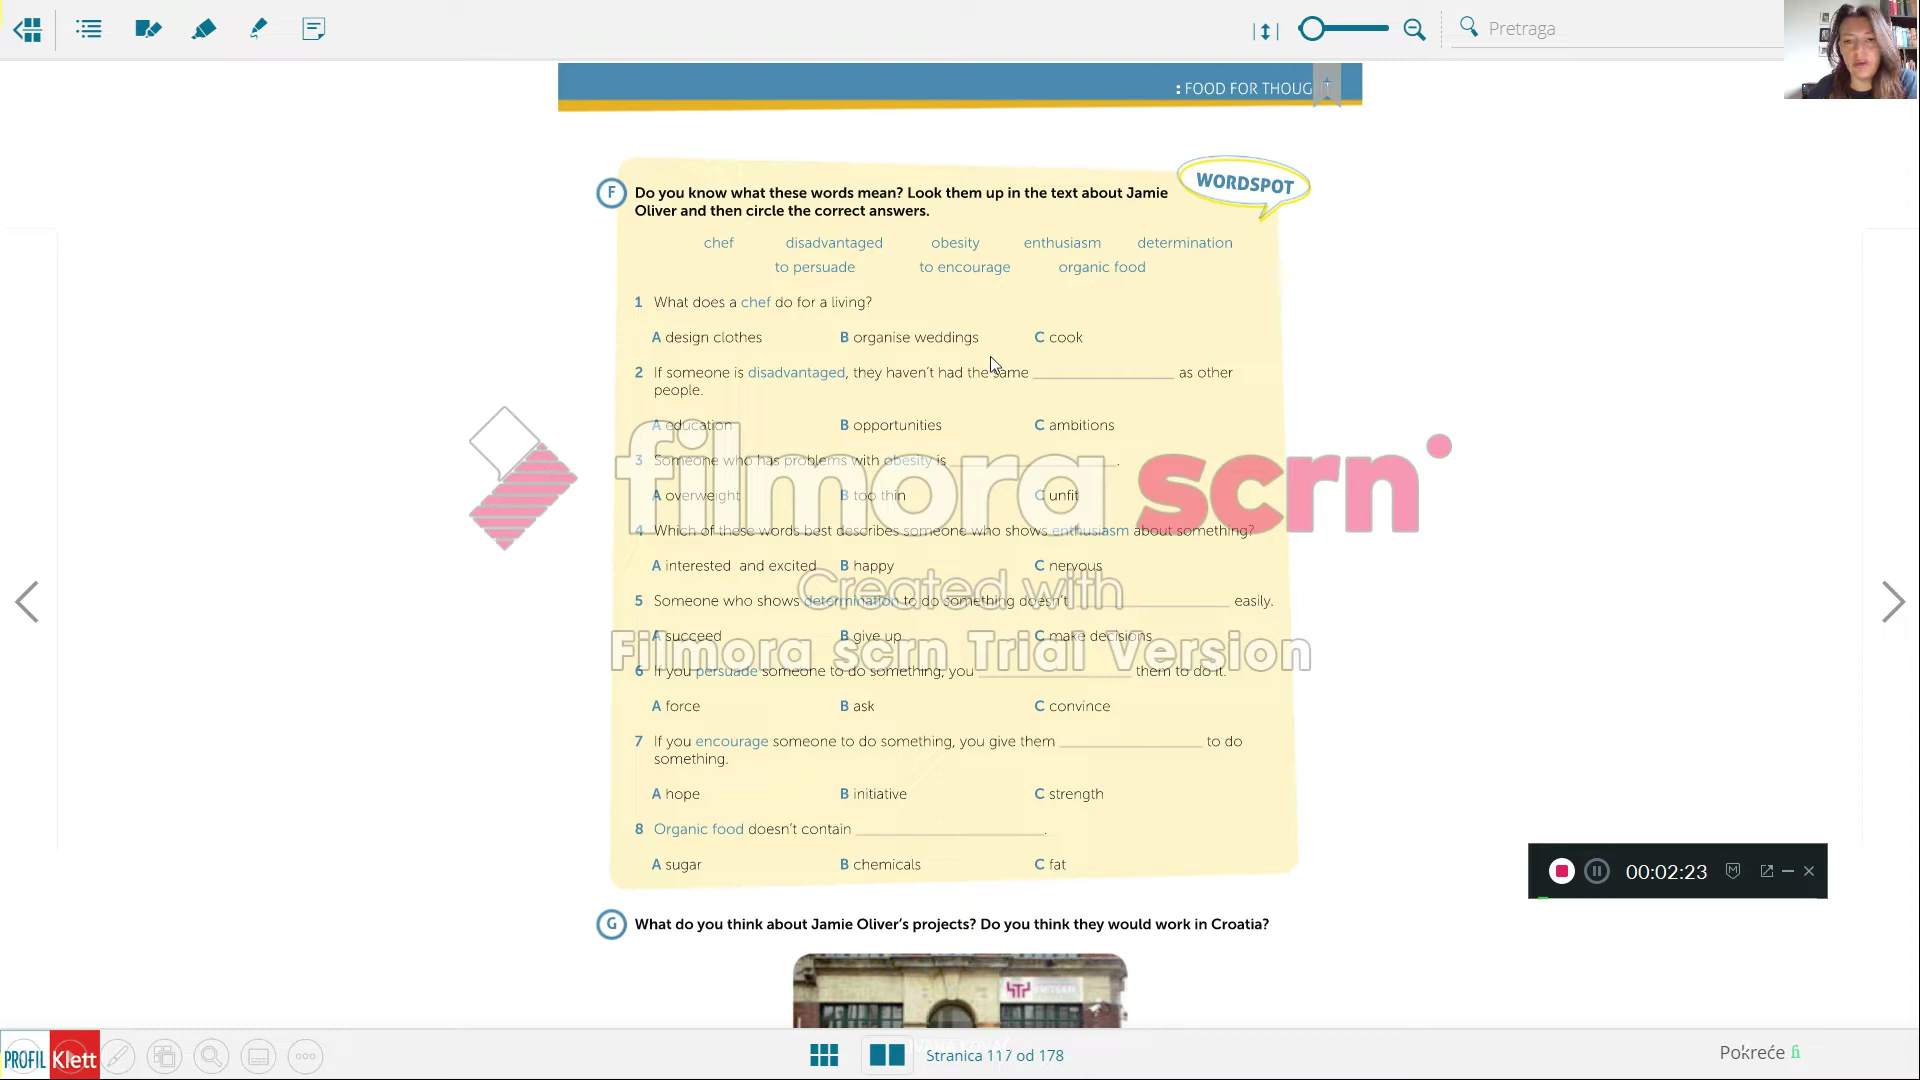 Pretraga
: FOOD FOR THOUG
WORDSPOT
F Do you know what these words mean? Look them up in the text about Jamie
Oliver and then circle the correct answers.
chef disadvantaged obesity enthusiasm determination
to persuade to encourage organic food
1 What does a chef do for a living?
A design clothes B organise weddings C cook
2 If someone is disadvantaged, they haven't had the same ____________ as other
people.
A education B opportunities C ambitions
3 Someone who has problems with obesity is ____________.
A overweight B too thin C unfit
4 Which of these words best describes someone who shows enthusiasm about something?
A interested and excited B happy C nervous
5 Someone who shows determination to do something doesn't ____________ easily.
A succeed B give up C make decisions
6 If you persuade someone to do something, you ____________ them to do it.
A force B ask C convince
7 If you encourage someone to do something, you give them ____________ to do
something.
A hope B initiative C strength
8 Organic food doesn't contain ____________.
A sugar B chemicals C fat
filmora scrn
Created with
Filmora scrn Trial Version
00:02:23
G What do you think about Jamie Oliver's projects? Do you think they would work in Croatia?
PROFIL Klett
Stranica 117 od 178
Pokreće